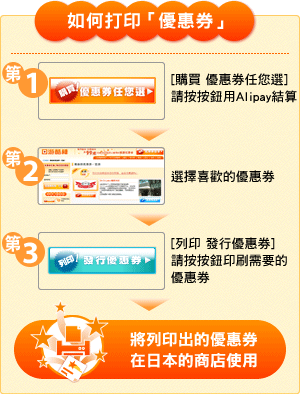 如何打印「優惠券」
第1
購買 優惠券任您選
[購買 優惠券任您選]
請按按鈕用Alipay結算
第2
選擇喜歡的優惠券
第3
列印 發行優惠券
[列印 發行優惠券]
請按按鈕印刷需要的
優惠券
將列印出的優惠券
在日本的商店使用